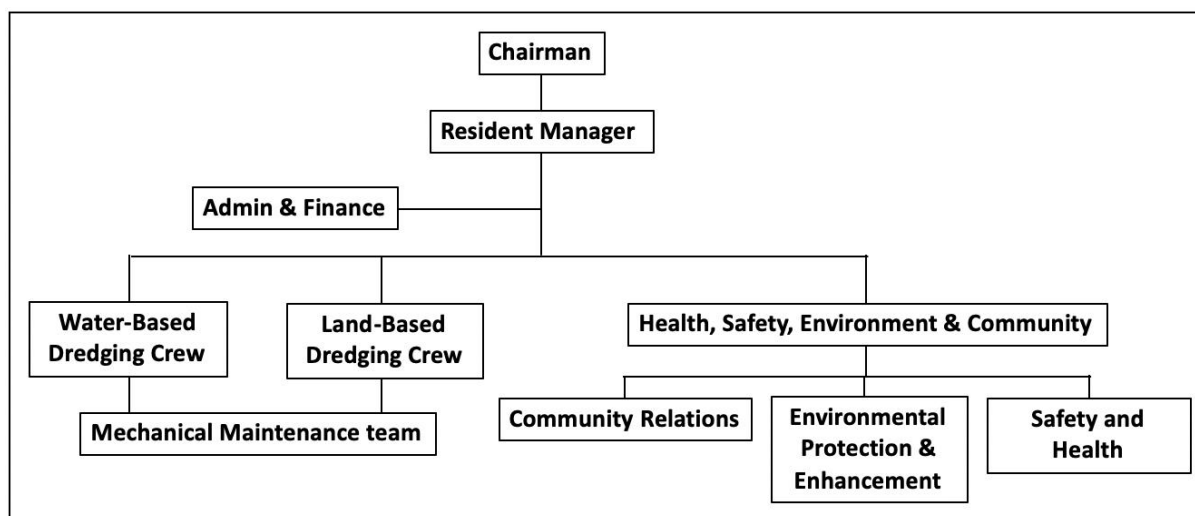 Chairman
Resident Manager
Admin & Finance
Water-Based
Dredging Crew
Land-Based
Dredging Crew
Health, Safety, Environment & Community
Mechanical Maintenance team
Community Relations
Environmental
Protection &
Enhancement
Safety and
Health